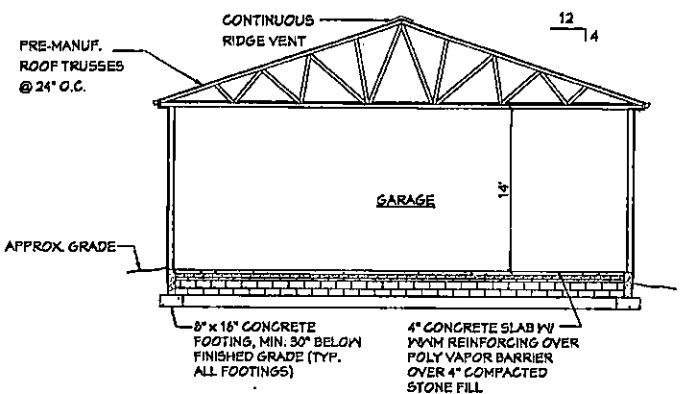 CONTINUOUS
RIDGE VENT
12
4
PRE-MANUF.
ROOF TRUSSES
@ 24" O.C.
GARAGE
14'
APPROX. GRADE
8" x 16" CONCRETE
FOOTING, MIN. 30" BELOW
FINISHED GRADE (TYP.
ALL FOOTINGS)
4" CONCRETE SLAB W/
WWM REINFORCING OVER
POLY VAPOR BARRIER
OVER 4" COMPACTED
STONE FILL